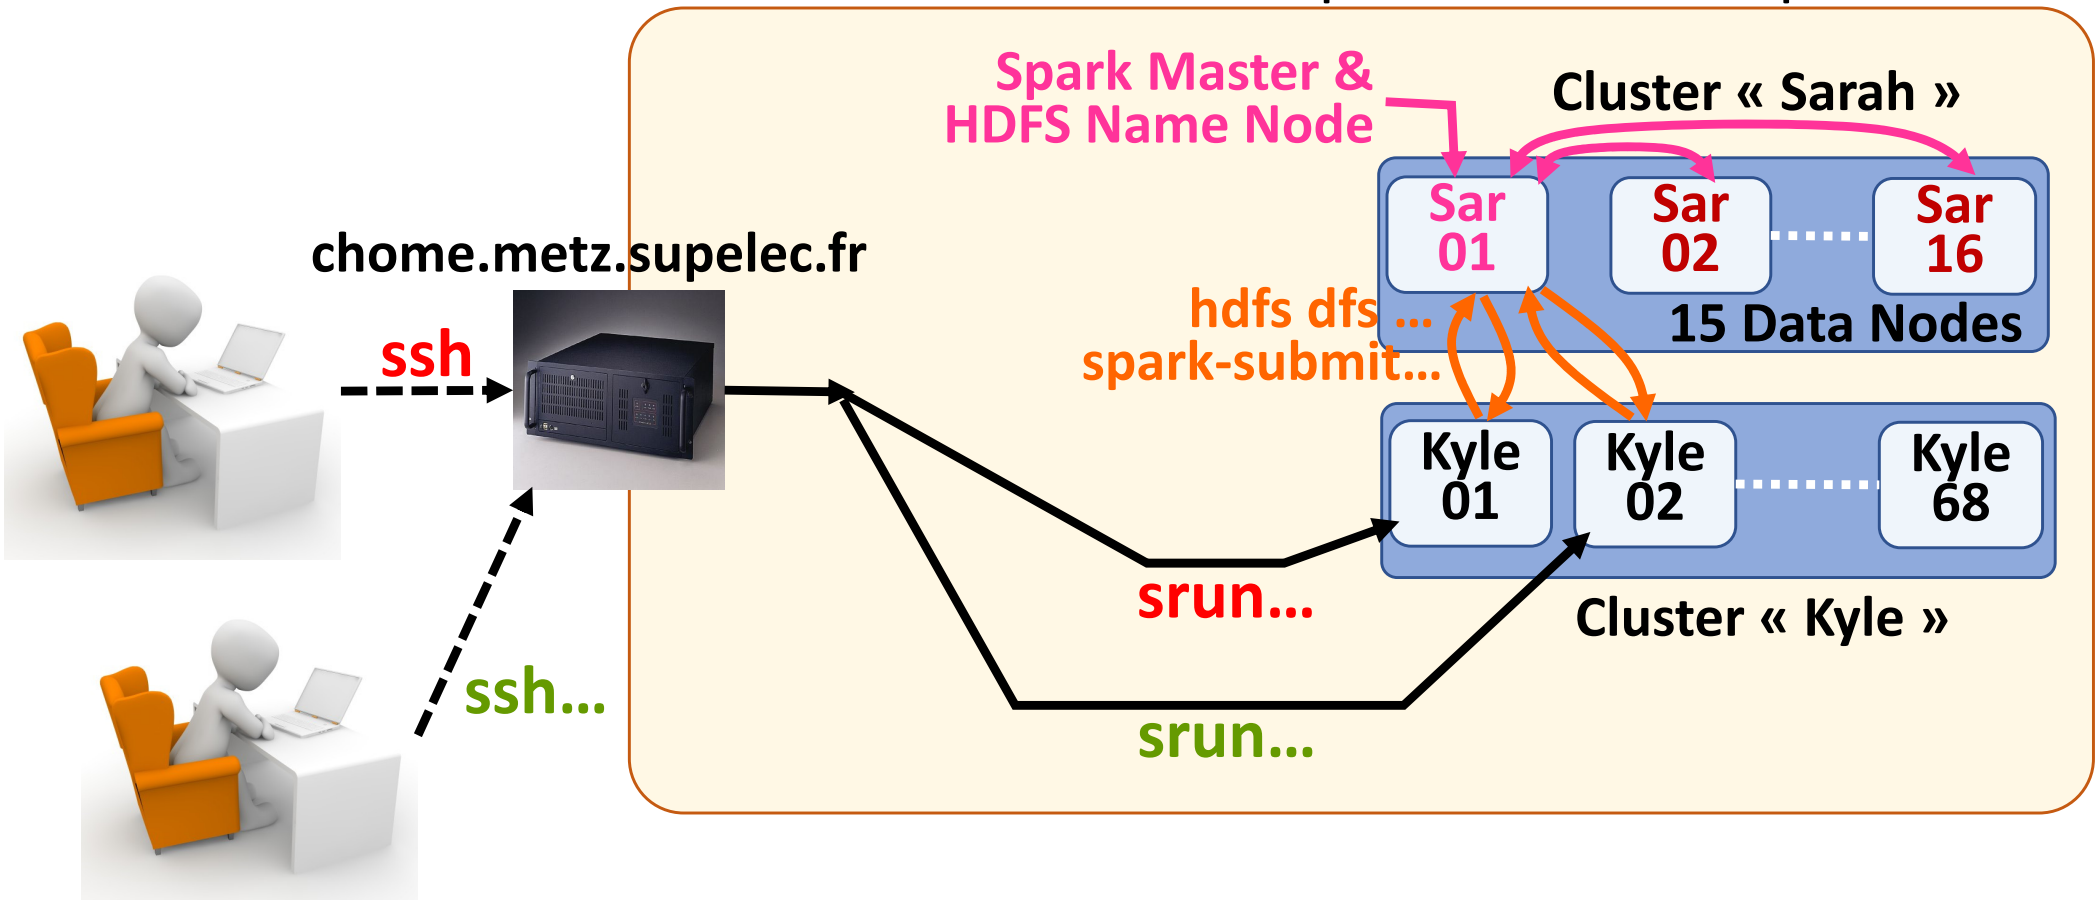 Spark Master &
HDFS Name Node
Cluster « Sarah »
Sar
01
Sar
02
Sar
16
15 Data Nodes
chome.metz.supelec.fr
ssh
hdfs dfs ...
spark-submit...
Kyle
01
Kyle
02
Kyle
68
Cluster « Kyle »
srun...
ssh...
srun...